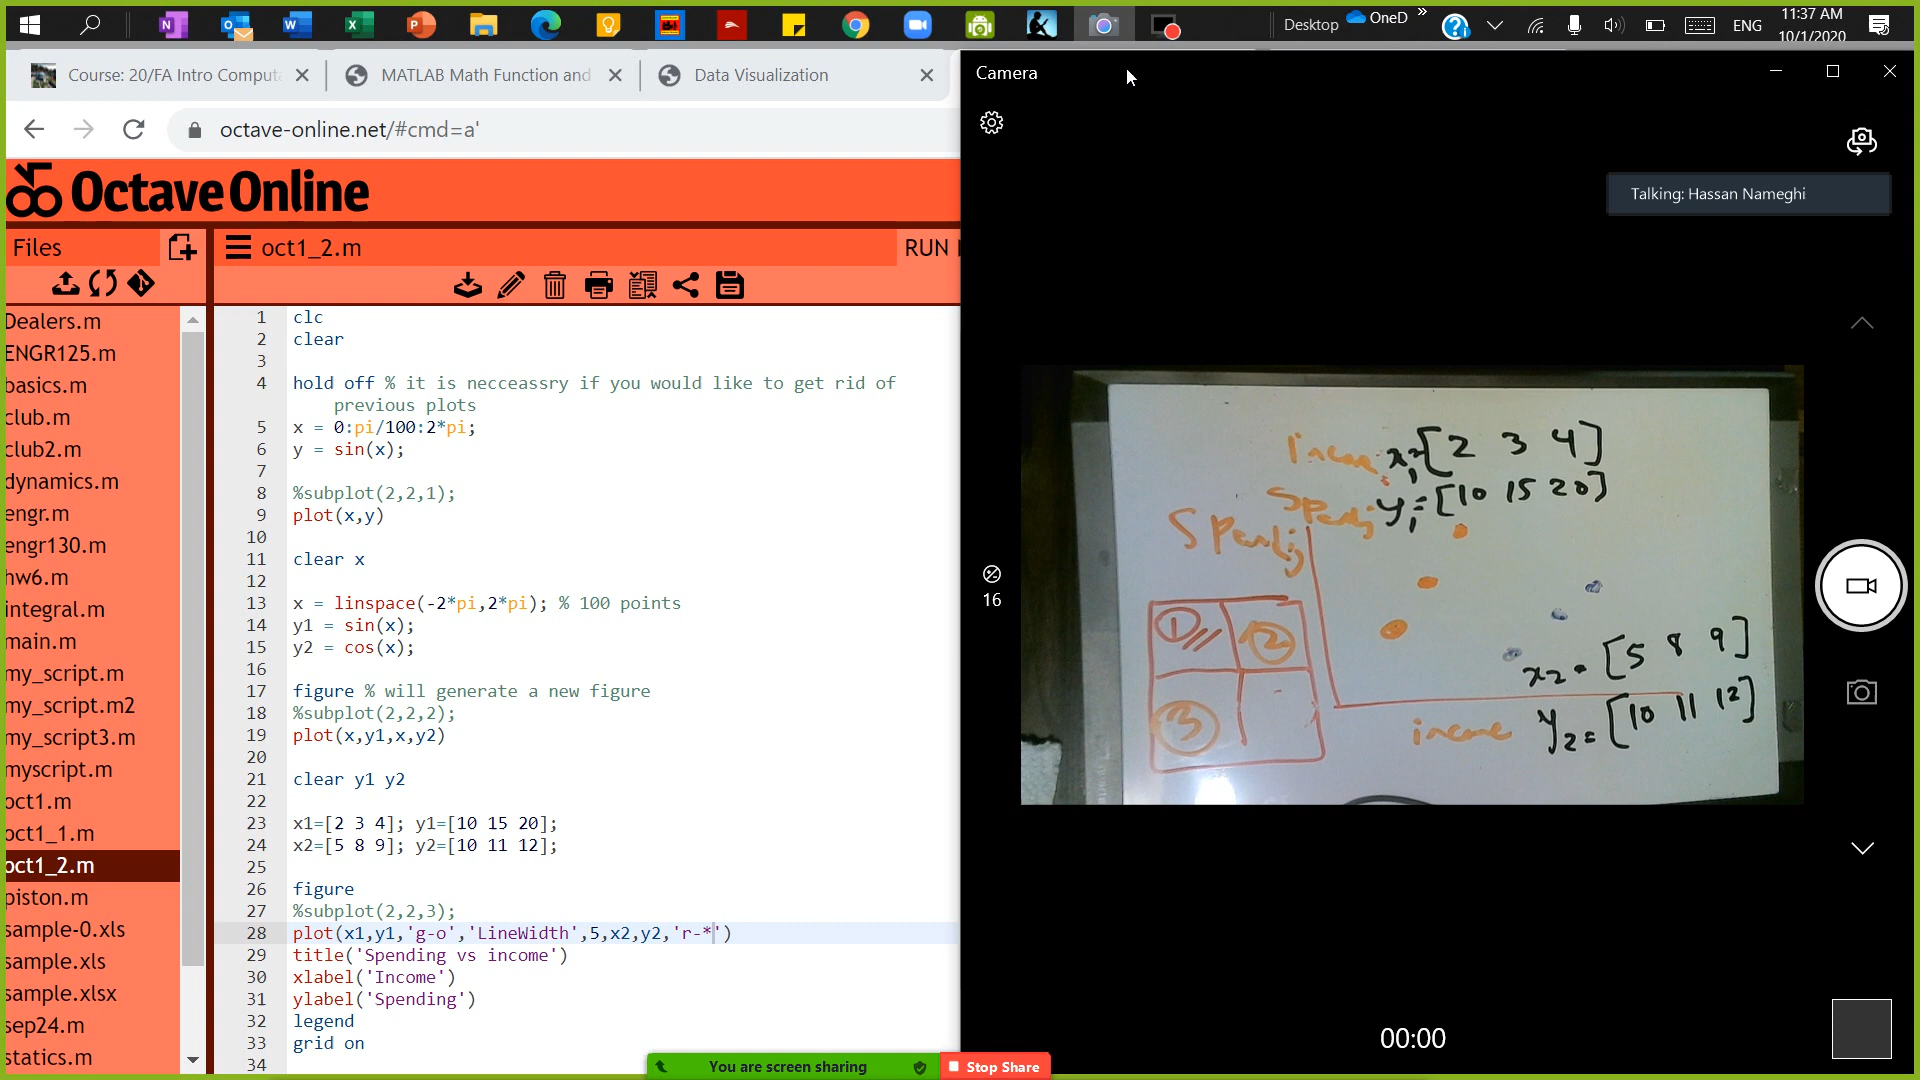 Desktop
OneD
»
ENG
11:37 AM
10/1/2020
Course: 20/FA Intro Computa
MATLAB Math Function and
Data Visualization
octave-online.net/#cmd=a'
Octave Online
Files
oct1_2.m
RUN
Dealers.m
ENGR125.m
basics.m
club.m
club2.m
dynamics.m
engr.m
engr130.m
hw6.m
integral.m
main.m
my_script.m
my_script.m2
my_script3.m
myscript.m
oct1.m
oct1_1.m
oct1_2.m
piston.m
sample-0.xls
sample.xls
sample.xlsx
sep24.m
statics.m
1 clc
2 clear
3
4 hold off % it is necceassry if you would like to get rid of
previous plots
5 x = 0:pi/100:2*pi;
6 y = sin(x);
7
8 %subplot(2,2,1);
9 plot(x,y)
10
11 clear x
12
13 x = linspace(-2*pi,2*pi); % 100 points
14 y1 = sin(x);
15 y2 = cos(x);
16
17 figure % will generate a new figure
18 %subplot(2,2,2);
19 plot(x,y1,x,y2)
20
21 clear y1 y2
22
23 x1=[2 3 4]; y1=[10 15 20];
24 x2=[5 8 9]; y2=[10 11 12];
25
26 figure
27 %subplot(2,2,3);
28 plot(x1,y1,'g-o','LineWidth',5,x2,y2,'r-*')
29 title('Spending vs income')
30 xlabel('Income')
31 ylabel('Spending')
32 legend
33 grid on
34
You are screen sharing
Stop Share
Camera
Talking: Hassan Nameghi
16
x1=[2 3 4]
y1=[10 15 20]
1
2
3
x2=[5 8 9]
income y2=[10 11 12]
00:00